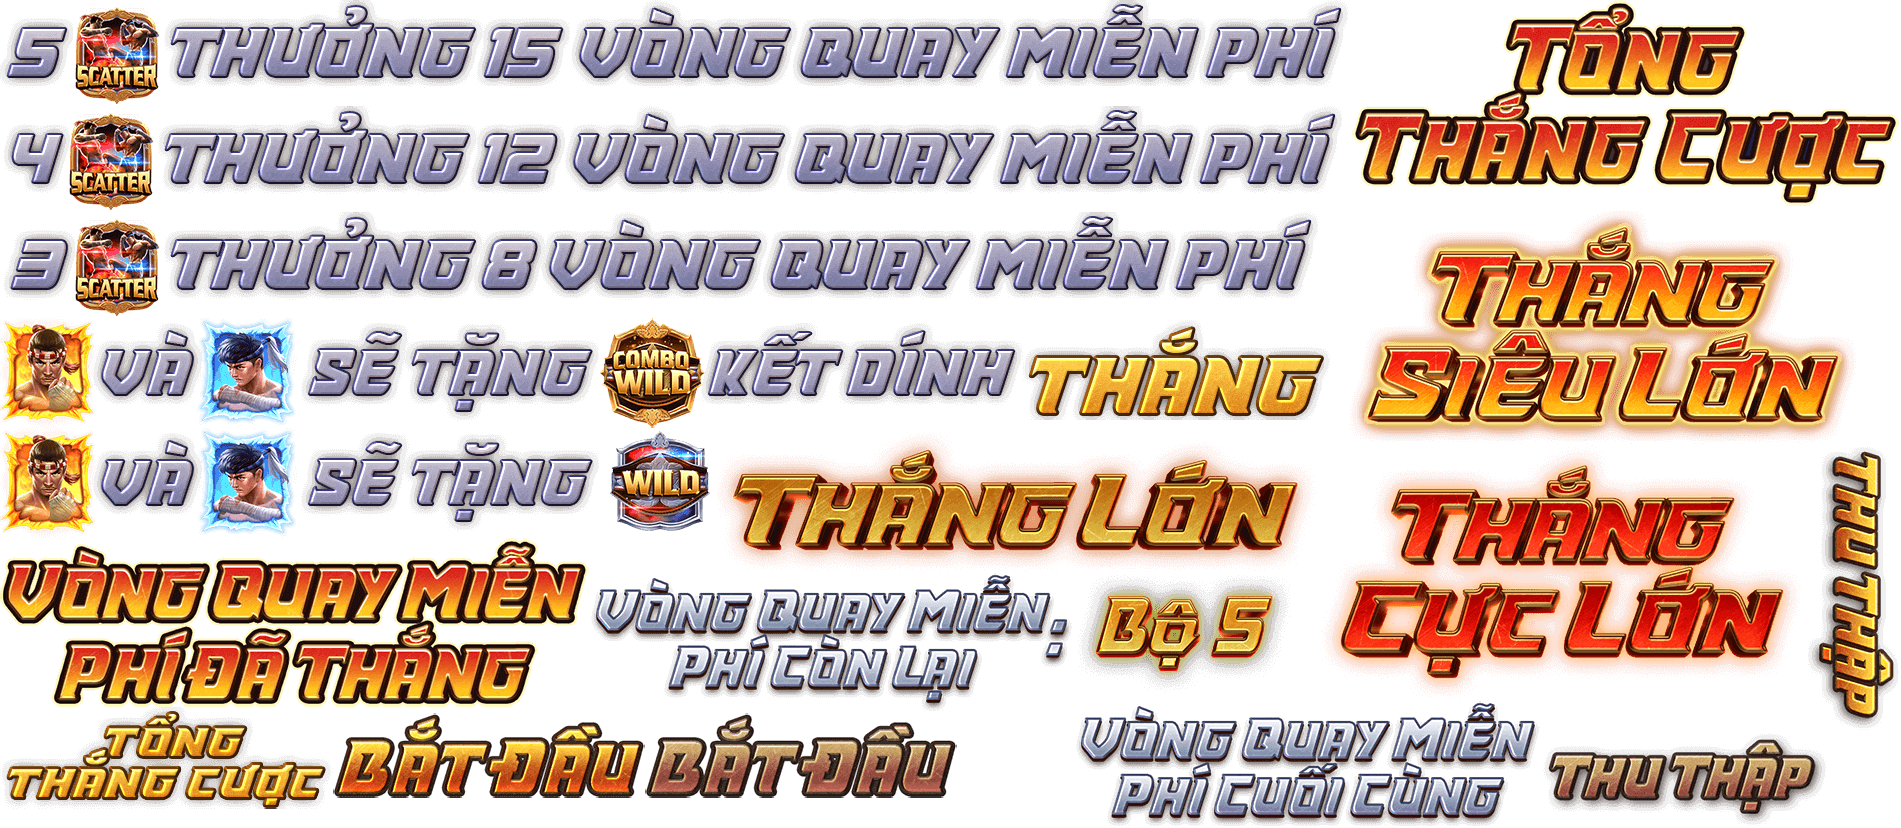 5 SCATTER THƯỞNG 15 VÒNG QUAY MIỄN PHÍ
4 SCATTER THƯỞNG 12 VÒNG QUAY MIỄN PHÍ
3 SCATTER THƯỞNG 8 VÒNG QUAY MIỄN PHÍ
VÀ SẼ TẶNG COMBO WILD KẾT DÍNH
VÀ SẼ TẶNG WILD
THẮNG
THẮNG LỚN
TỔNG
THẮNG CƯỢC
THẮNG
SIÊU LỚN
THẮNG
CỰC LỚN
THU THẬP
VÒNG QUAY MIỄN
PHÍ ĐÃ THẮNG
VÒNG QUAY MIỄN
PHÍ CÒN LẠI :
BỘ 5
TỔNG
THẮNG CƯỢC
BẮT ĐẦU
BẮT ĐẦU
VÒNG QUAY MIỄN
PHÍ CUỐI CÙNG
THU THẬP